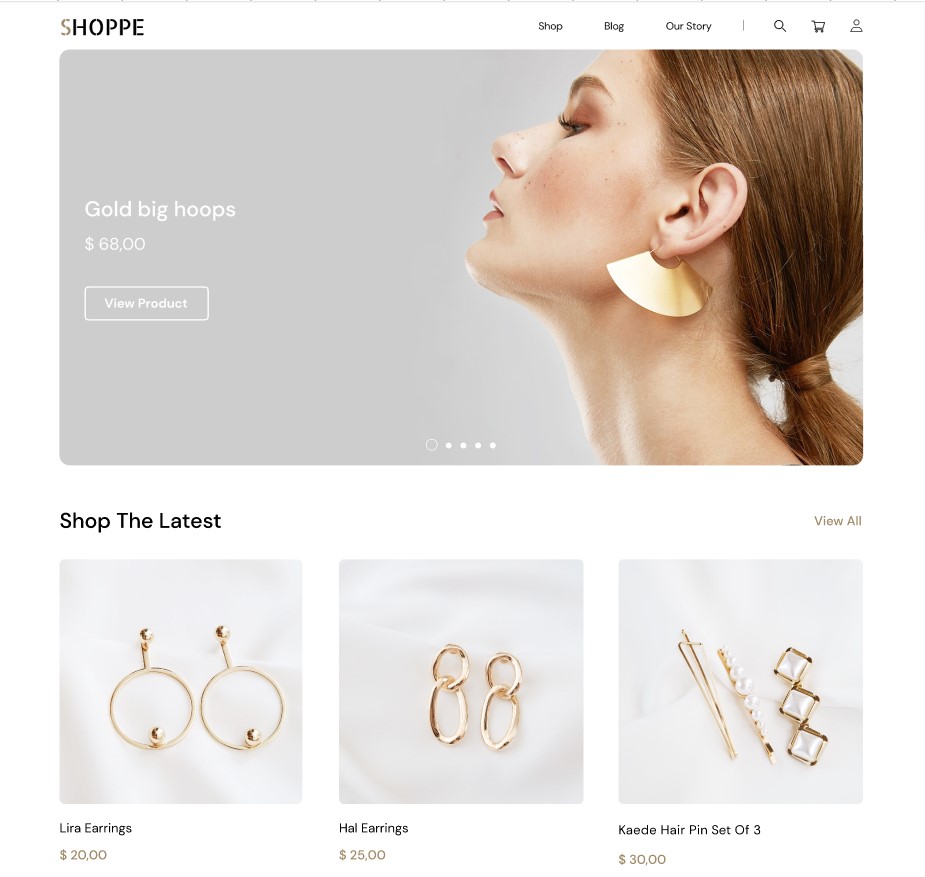 SHOPPE
Shop Blog Our Story
Gold big hoops
$ 68,00
View Product
Shop The Latest
View All
Lira Earrings
$ 20,00
Hal Earrings
$ 25,00
Kaede Hair Pin Set Of 3
$ 30,00